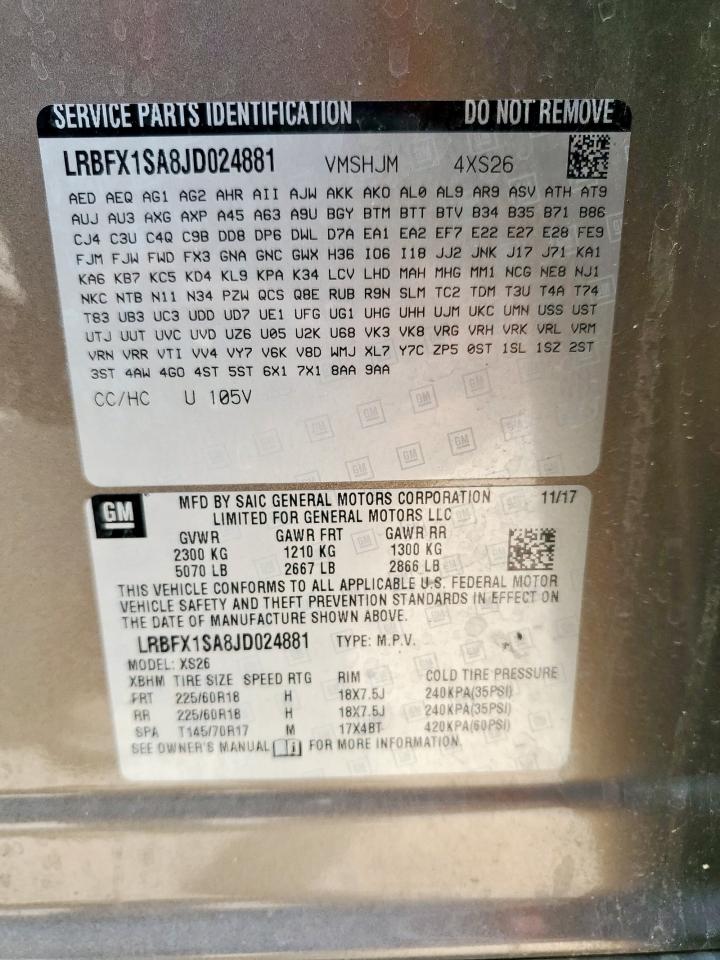 SERVICE PARTS IDENTIFICATION DO NOT REMOVE
LRBFX1SA8JD024881 VMSHJM 4XS26
AED AEQ AG1 AG2 AHR AII AJW AKK AKO AL0 AL9 AR9 ASV ATH AT9
AUJ AU3 AXG AXP A45 A63 A9U BGY BTM BTT BTV B34 B35 B71 B86
CJ4 C3U C4Q C9B DD8 DP6 DWL D7A EA1 EA2 EF7 E22 E27 E28 FE9
FJM FJW FWD FX3 GNA GNC GWX H36 I06 I18 JJ2 JNK J17 J71 KA1
KA6 KB7 KC5 KD4 KL9 KPA K34 LCV LHD MAH MHG MM1 NCG NE8 NJ1
NKC NTB N11 N34 PZW QCS Q8E RUB R9N SLM TC2 TDM T3U T4A T74
T83 UB3 UC3 UDD UD7 UE1 UFG UG1 UHG UHH UJM UKC UMN USS UST
UTJ UUT UVC UVD UZ6 U05 U2K U68 VK3 VK8 VRG VRH VRK VRL VRM
VRN VRR VTI VV4 VY7 V6K V8D WMJ XL7 Y7C ZP5 0ST 1SL 1SZ 2ST
3ST 4AW 4GO 4ST 5ST 6X1 7X1 8AA 9AA
CC/HC U 105V
GM
MFD BY SAIC GENERAL MOTORS CORPORATION 11/17
LIMITED FOR GENERAL MOTORS LLC
GVWR GAWR FRT GAWR RR
2300 KG 1210 KG 1300 KG
5070 LB 2667 LB 2866 LB
THIS VEHICLE CONFORMS TO ALL APPLICABLE U.S. FEDERAL MOTOR
VEHICLE SAFETY AND THEFT PREVENTION STANDARDS IN EFFECT ON
THE DATE OF MANUFACTURE SHOWN ABOVE.
LRBFX1SA8JD024881 TYPE: M.P.V.
MODEL: XS26
XBHM TIRE SIZE SPEED RTG RIM COLD TIRE PRESSURE
FRT 225/60R18 H 18X7.5J 240KPA(35PSI)
RR 225/60R18 H 18X7.5J 240KPA(35PSI)
SPA T145/70R17 M 17X4BT 420KPA(60PSI)
SEE OWNER'S MANUAL FOR MORE INFORMATION.